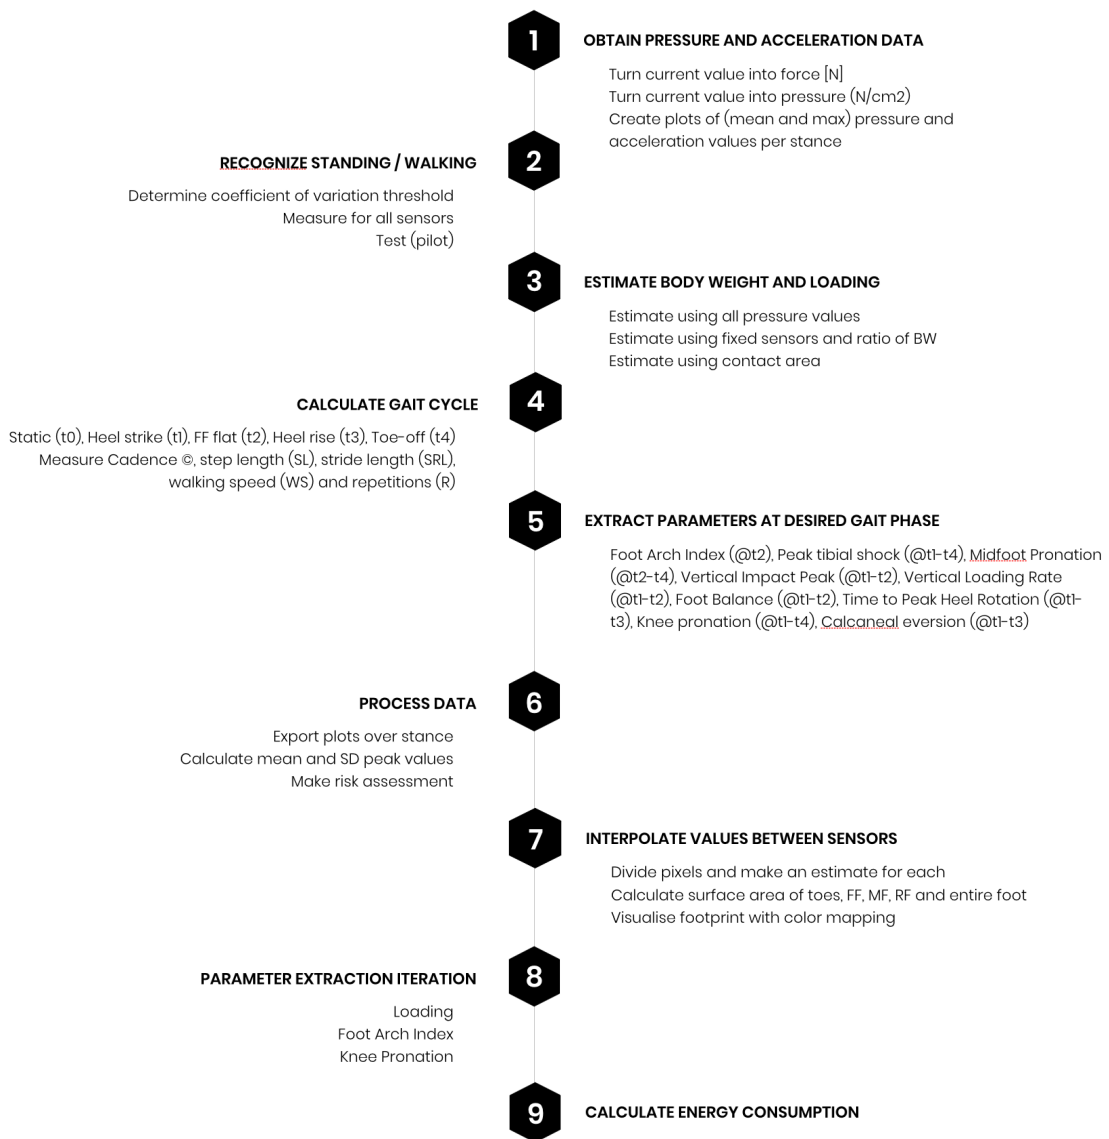 1
OBTAIN PRESSURE AND ACCELERATION DATA
Turn current value into force [N]
Turn current value into pressure (N/cm2)
Create plots of (mean and max) pressure and
acceleration values per stance
2
RECOGNIZE STANDING / WALKING
Determine coefficient of variation threshold
Measure for all sensors
Test (pilot)
3
ESTIMATE BODY WEIGHT AND LOADING
Estimate using all pressure values
Estimate using fixed sensors and ratio of BW
Estimate using contact area
4
CALCULATE GAIT CYCLE
Static (t0), Heel strike (t1), FF flat (t2), Heel rise (t3), Toe-off (t4)
Measure Cadence ©, step length (SL), stride length (SRL),
walking speed (WS) and repetitions (R)
5
EXTRACT PARAMETERS AT DESIRED GAIT PHASE
Foot Arch Index (@t2), Peak tibial shock (@t1-t4), Midfoot Pronation
(@t2-t4), Vertical Impact Peak (@t1-t2), Vertical Loading Rate
(@t1-t2), Foot Balance (@t1-t2), Time to Peak Heel Rotation (@t1-
t3), Knee pronation (@t1-t4), Calcaneal eversion (@t1-t3)
6
PROCESS DATA
Export plots over stance
Calculate mean and SD peak values
Make risk assessment
7
INTERPOLATE VALUES BETWEEN SENSORS
Divide pixels and make an estimate for each
Calculate surface area of toes, FF, MF, RF and entire foot
Visualise footprint with color mapping
8
PARAMETER EXTRACTION ITERATION
Loading
Foot Arch Index
Knee Pronation
9
CALCULATE ENERGY CONSUMPTION